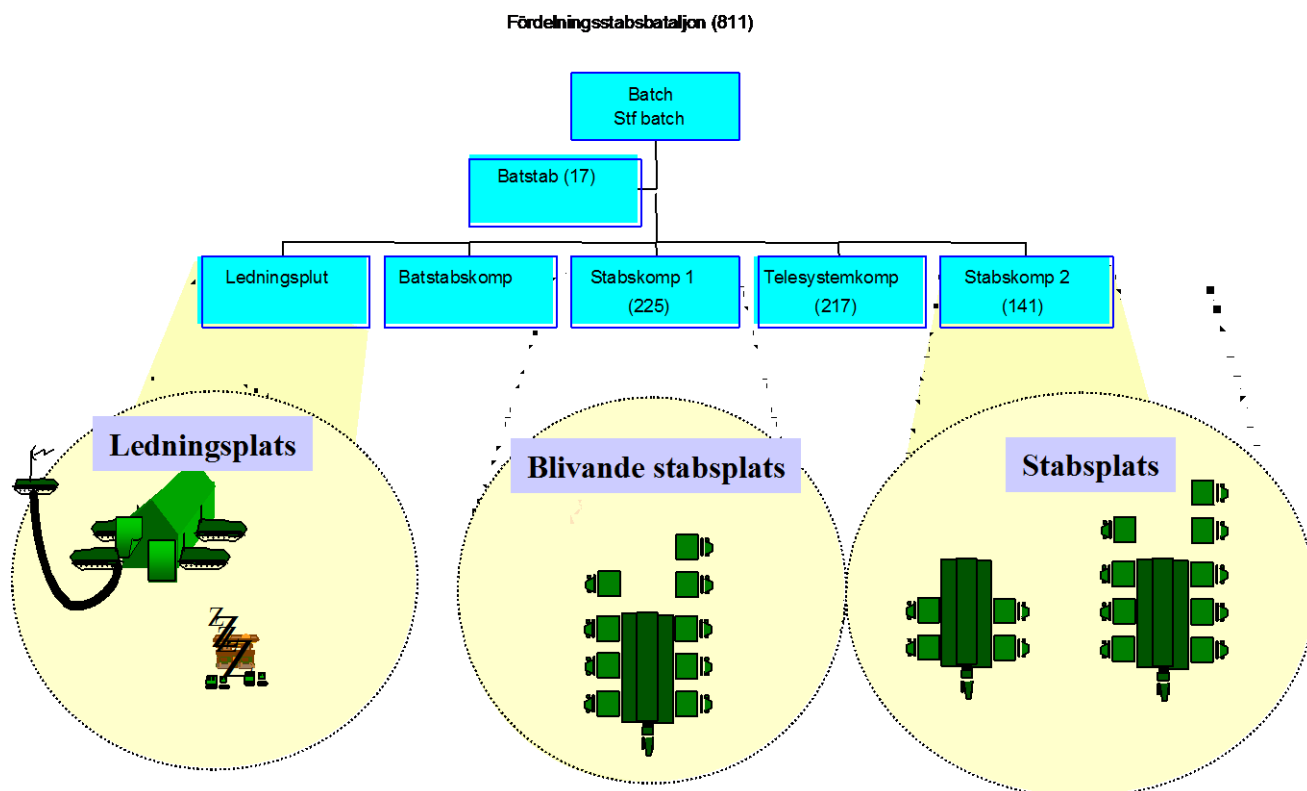 Fördelningsstabsbataljon (811)
Batch
Stf batch
Batstab (17)
Ledningsplut
Batstabskomp
Stabskomp 1
(225)
Telesystemkomp
(217)
Stabskomp 2
(141)
Ledningsplats
Blivande stabsplats
Stabsplats
Z
Z
Z